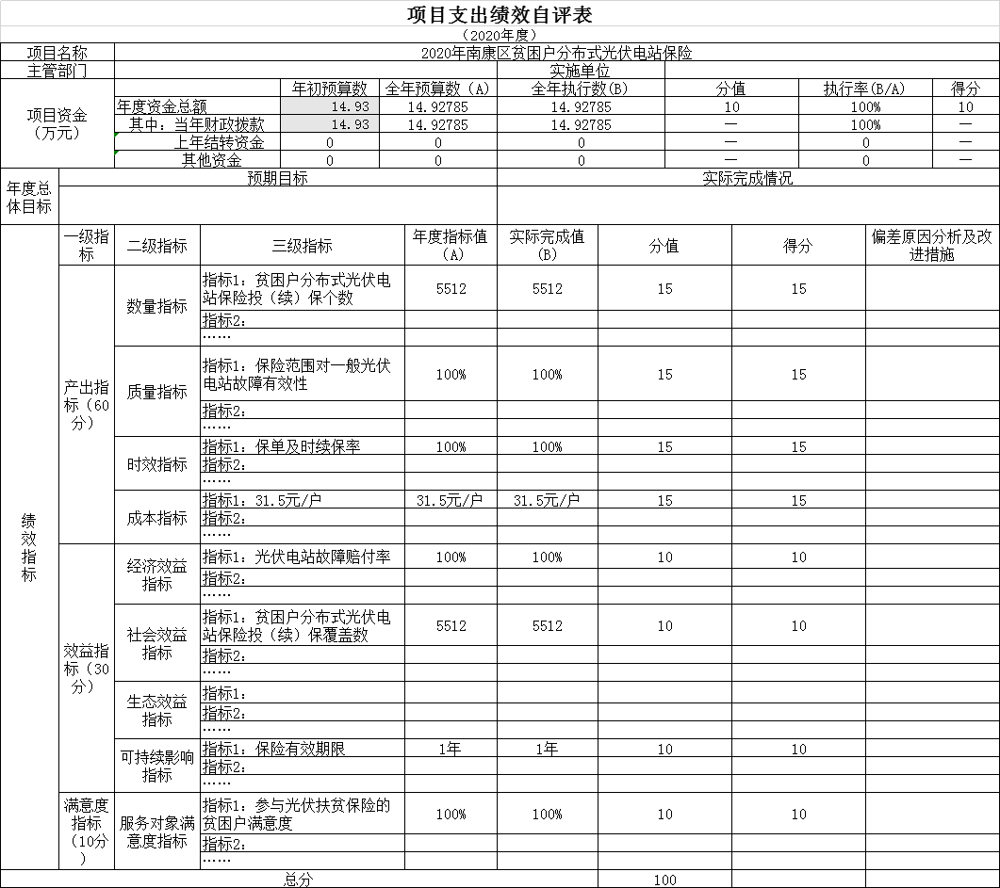 项目支出绩效自评表
（2020年度）
项目名称 2020年南康区贫困户分布式光伏电站保险
主管部门 实施单位
项目资金
（万元）
年初预算数 全年预算数（A） 全年执行数(B) 分值 执行率(B/A) 得分
年度资金总额 14.93 14.92785 14.92785 10 100% 10
其中：当年财政拨款 14.93 14.92785 14.92785 — 100% —
上年结转资金 0 0 0 — 0 —
其他资金 0 0 0 — 0 —
年度总
体目标
预期目标 实际完成情况
绩
效
指
标
一级指
标
二级指标 三级指标
年度指标值
（A）
实际完成值
（B）
分值 得分
偏差原因分析及改
进措施
产出指
标（60
分）
数量指标
指标1：贫困户分布式光伏电
站保险投（续）保个数
5512 5512 15 15
指标2：
……
质量指标
指标1：保险范围对一般光伏
电站故障有效性
100% 100% 15 15
指标2：
……
时效指标
指标1：保单及时续保率 100% 100% 15 15
指标2：
……
成本指标
指标1：31.5元/户 31.5元/户 31.5元/户 15 15
指标2：
……
效益指
标（30
分）
经济效益
指标
指标1：光伏电站故障赔付率 100% 100% 10 10
指标2：
……
社会效益
指标
指标1：贫困户分布式光伏电
站保险投（续）保覆盖数
5512 5512 10 10
指标2：
……
生态效益
指标
指标1：
指标2：
……
可持续影响
指标
指标1：保险有效期限 1年 1年 10 10
指标2：
……
满意度
指标
（10分
）
服务对象满
意度指标
指标1：参与光伏扶贫保险的
贫困户满意度
100% 100% 10 10
指标2：
……
总分 100